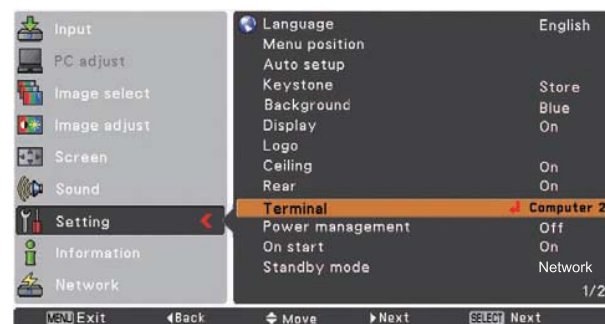 Input
PC adjust
Image select
Image adjust
Screen
Sound
Setting
Information
Network
Language English
Menu position
Auto setup
Keystone Store
Background Blue
Display On
Logo
Ceiling On
Rear On
Terminal Computer 2
Power management Off
On start On
Standby mode Network
1/2
MENU Exit Back Move Next SELECT Next